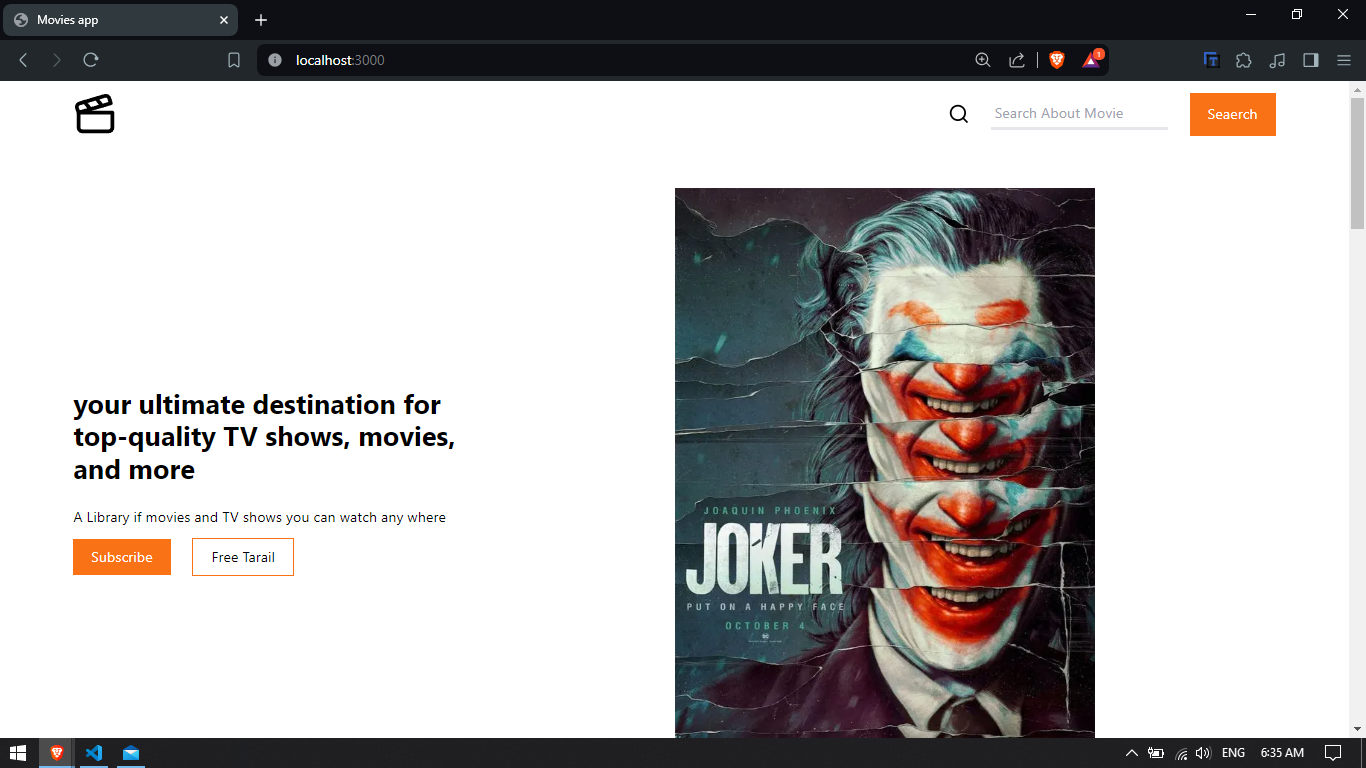 Movies app
localhost:3000
1
Search About Movie
Seaerch
your ultimate destination for
top-quality TV shows, movies,
and more
A Library if movies and TV shows you can watch any where
Subscribe
Free Tarail
JOAQUIN PHOENIX
JOKER
PUT ON A HAPPY FACE
OCTOBER 4
ENG
6:35 AM